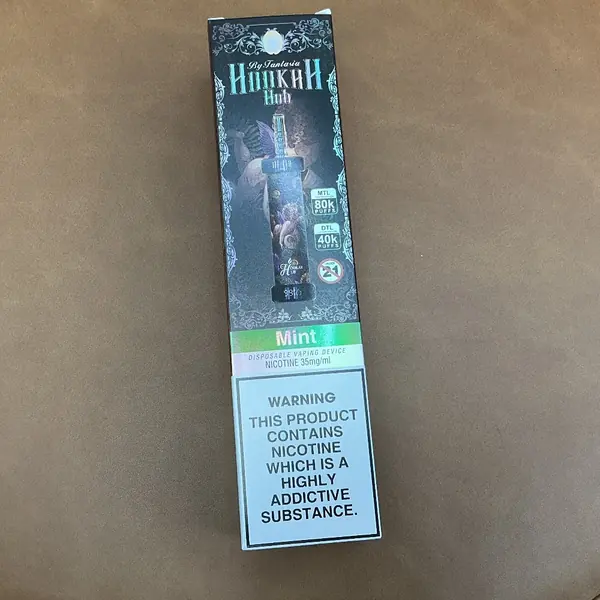 By Fantasia
HOOKAH
Hub
MTL
80k
PUFFS
DTL
40k
PUFFS
21
Mint
DISPOSABLE VAPING DEVICE
NICOTINE 35mg/ml
WARNING
THIS PRODUCT
CONTAINS
NICOTINE
WHICH IS A
HIGHLY
ADDICTIVE
SUBSTANCE.